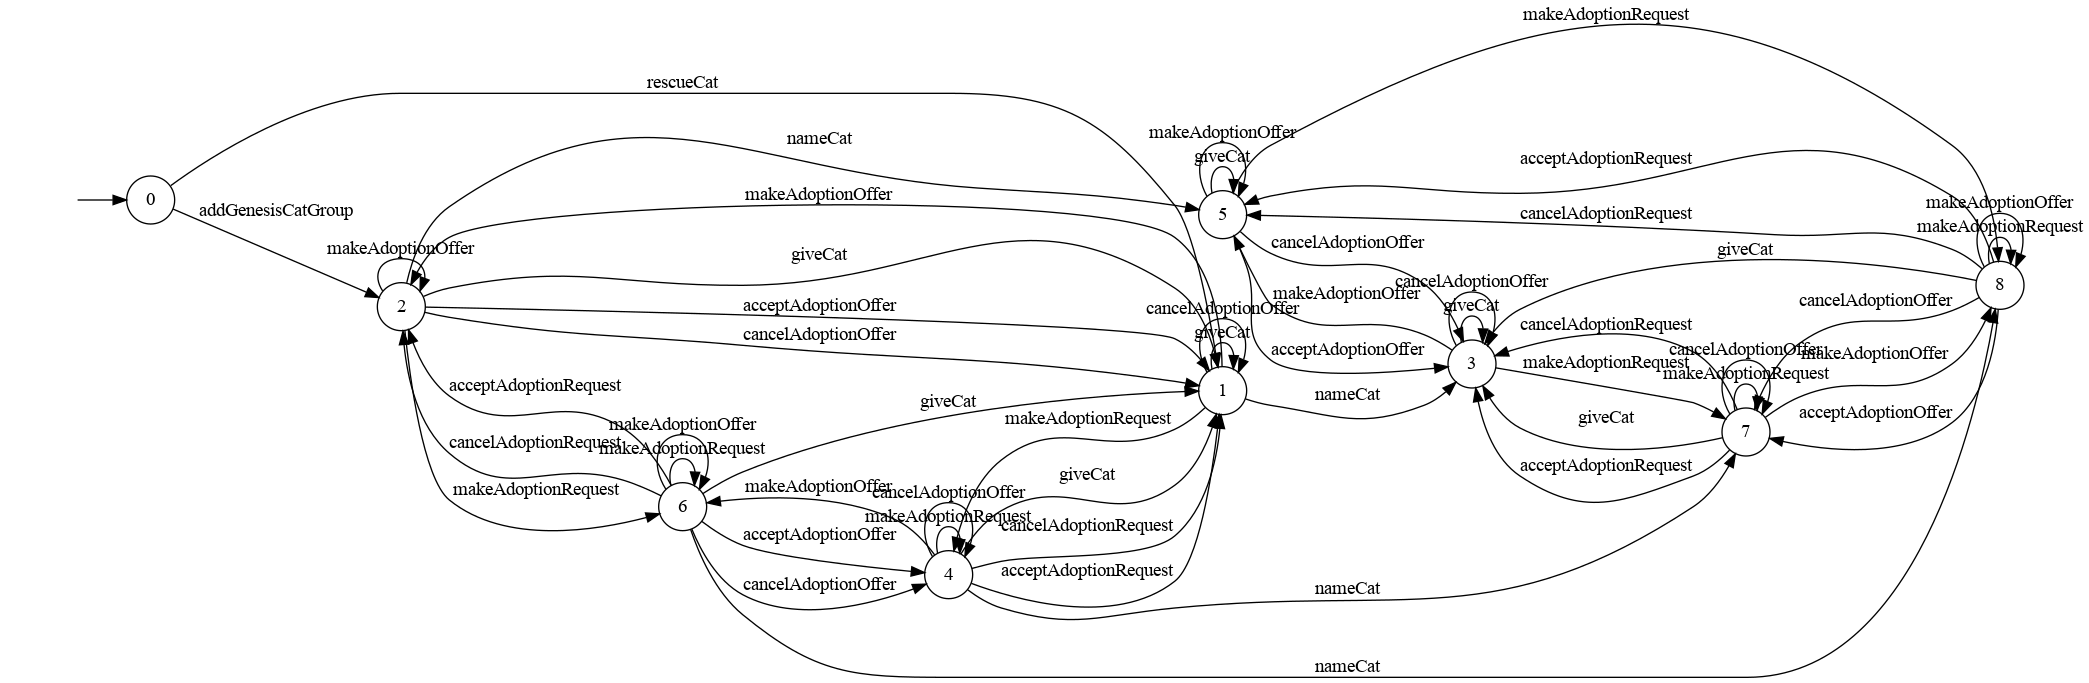 makeAdoptionRequest
rescueCat
nameCat
makeAdoptionOffer
giveCat
acceptAdoptionRequest
0
addGenesisCatGroup
makeAdoptionOffer
5
cancelAdoptionRequest
makeAdoptionOffer
makeAdoptionRequest
makeAdoptionOffer
giveCat
cancelAdoptionOffer
giveCat
8
2
acceptAdoptionOffer
cancelAdoptionOffer
cancelAdoptionOffer
giveCat
makeAdoptionOffer
cancelAdoptionOffer
giveCat
cancelAdoptionOffer
acceptAdoptionOffer
3
cancelAdoptionRequest
makeAdoptionRequest
cancelAdoptionOffer
makeAdoptionRequest
makeAdoptionOffer
1
nameCat
acceptAdoptionRequest
giveCat
makeAdoptionRequest
giveCat
7
acceptAdoptionOffer
cancelAdoptionRequest
makeAdoptionOffer
makeAdoptionRequest
acceptAdoptionRequest
makeAdoptionRequest
6
makeAdoptionOffer
cancelAdoptionOffer
makeAdoptionRequest
giveCat
acceptAdoptionOffer
cancelAdoptionRequest
cancelAdoptionOffer
4
acceptAdoptionRequest
nameCat
nameCat